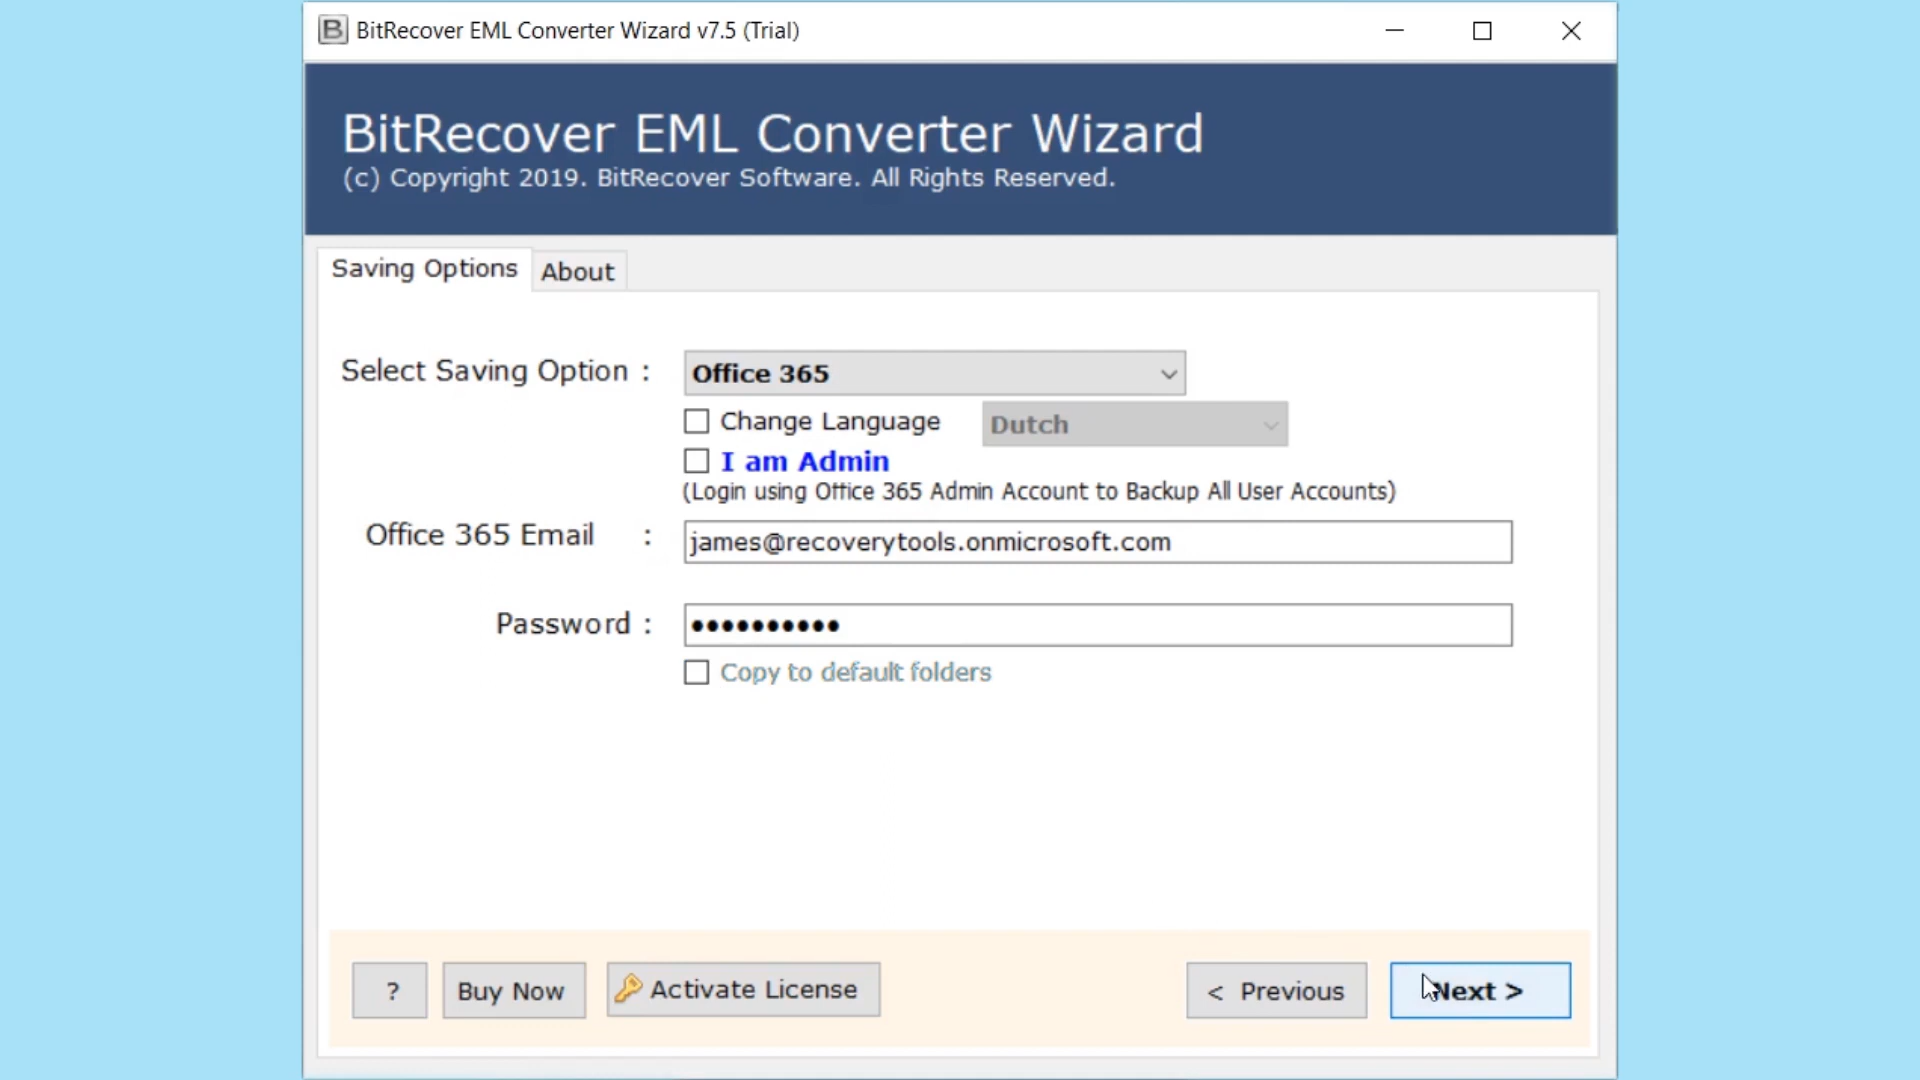 BitRecover EML Converter Wizard v7.5 (Trial)
BitRecover EML Converter Wizard
(c) Copyright 2019. BitRecover Software. All Rights Reserved.
Saving Options
About
Select Saving Option :
Office 365
Change Language
Dutch
I am Admin
(Login using Office 365 Admin Account to Backup All User Accounts)
Office 365 Email :
james@recoverytools.onmicrosoft.com
Password :
••••••••••
Copy to default folders
?
Buy Now
Activate License
< Previous
Next >